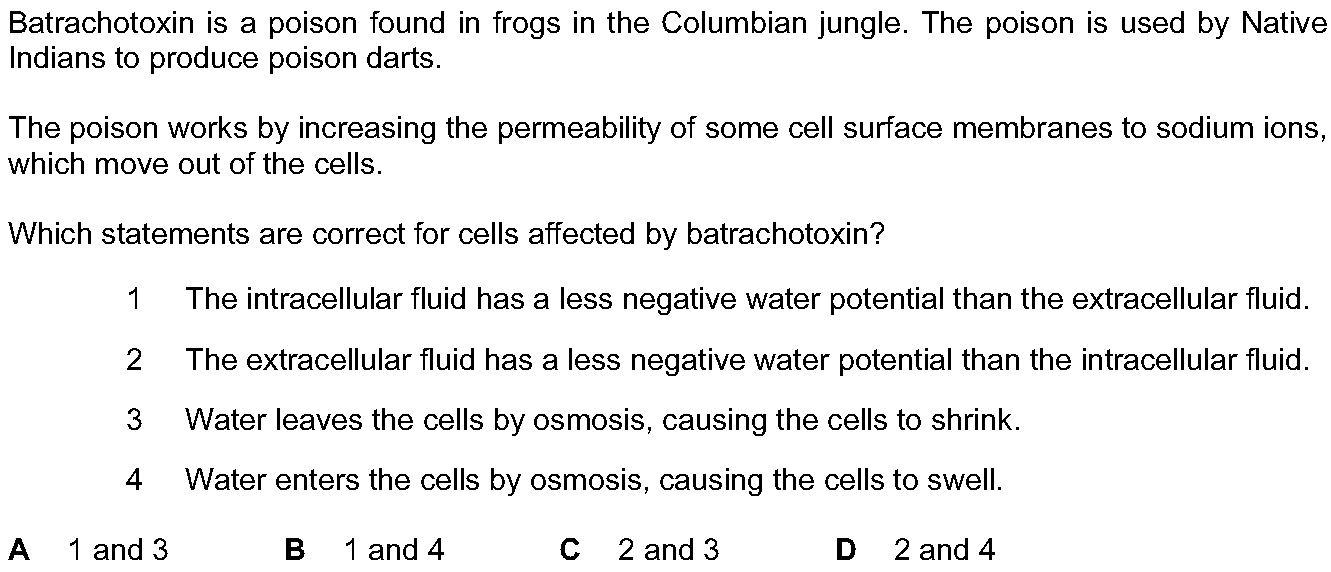 Batrachotoxin is a poison found in frogs in the Columbian jungle. The poison is used by Native
Indians to produce poison darts.
The poison works by increasing the permeability of some cell surface membranes to sodium ions,
which move out of the cells.
Which statements are correct for cells affected by batrachotoxin?
1 The intracellular fluid has a less negative water potential than the extracellular fluid.
2 The extracellular fluid has a less negative water potential than the intracellular fluid.
3 Water leaves the cells by osmosis, causing the cells to shrink.
4 Water enters the cells by osmosis, causing the cells to swell.
A 1 and 3 B 1 and 4 C 2 and 3 D 2 and 4